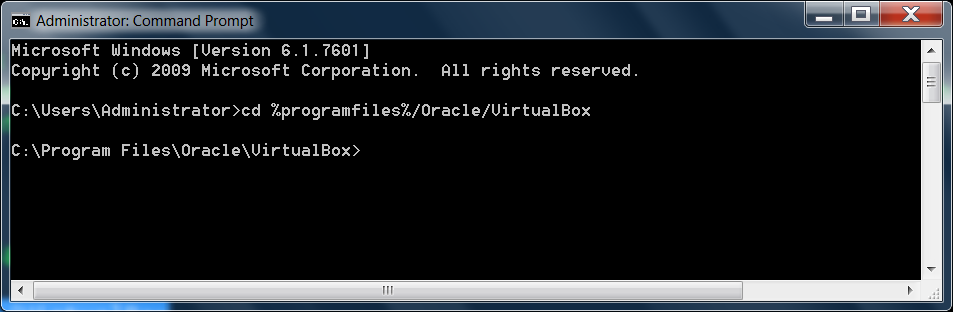 Administrator: Command Prompt
Microsoft Windows [Version 6.1.7601]
Copyright (c) 2009 Microsoft Corporation.  All rights reserved.
C:\Users\Administrator>cd %programfiles%/Oracle/VirtualBox
C:\Program Files\Oracle\VirtualBox>